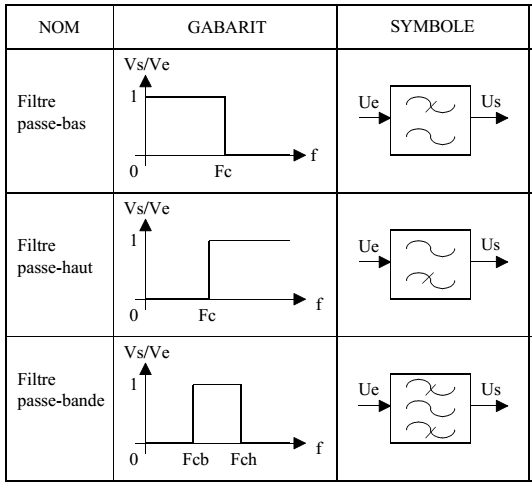 NOM GABARIT SYMBOLE
Vs/Ve
1
Filtre
passe-bas
0 Fc f
Ue Us
Vs/Ve
1
Filtre
passe-haut
0 Fc f
Ue Us
Vs/Ve
1
Filtre
passe-bande
0 Fcb Fch f
Ue Us